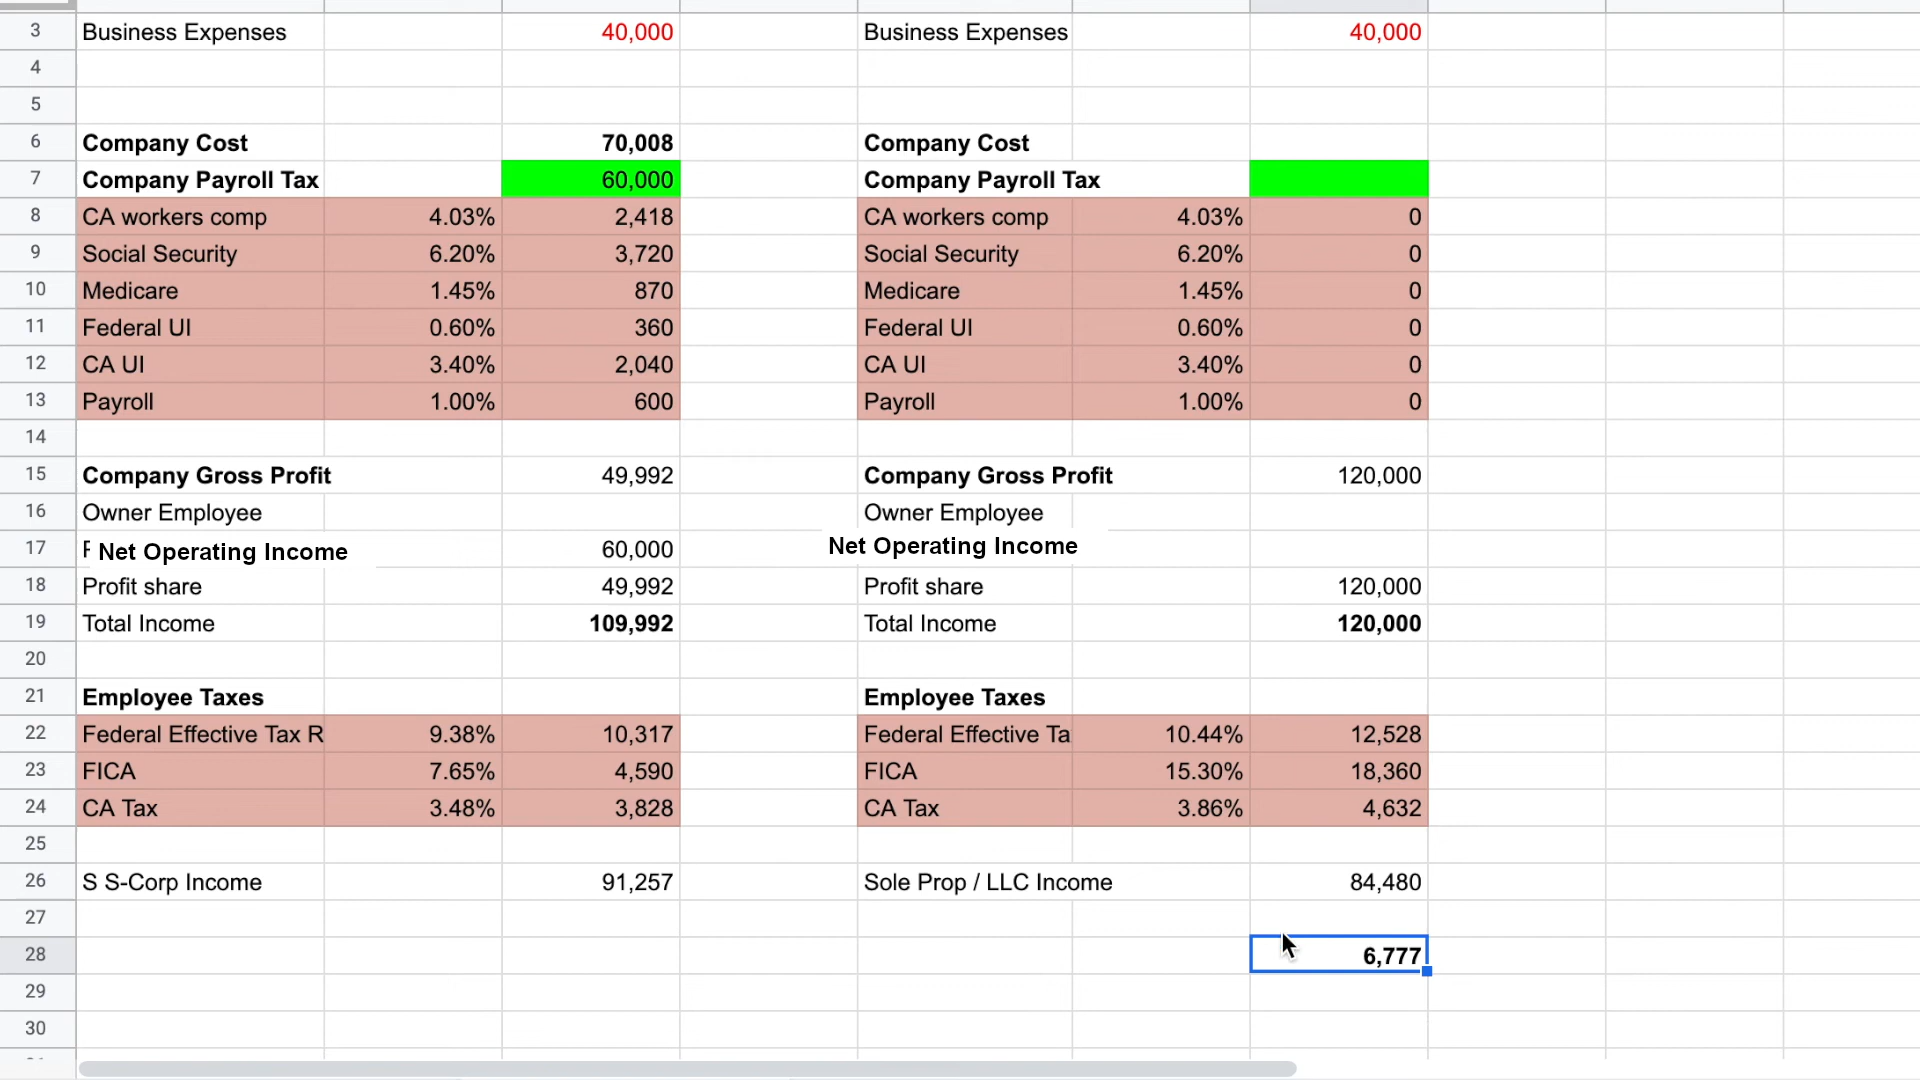 3 Business Expenses 40,000 Business Expenses 40,000
4
5
6 Company Cost 70,008 Company Cost
7 Company Payroll Tax 60,000 Company Payroll Tax
8 CA workers comp 4.03% 2,418 CA workers comp 4.03% 0
9 Social Security 6.20% 3,720 Social Security 6.20% 0
10 Medicare 1.45% 870 Medicare 1.45% 0
11 Federal UI 0.60% 360 Federal UI 0.60% 0
12 CA UI 3.40% 2,040 CA UI 3.40% 0
13 Payroll 1.00% 600 Payroll 1.00% 0
14
15 Company Gross Profit 49,992 Company Gross Profit 120,000
16 Owner Employee Owner Employee
17 Net Operating Income 60,000 Net Operating Income
18 Profit share 49,992 Profit share 120,000
19 Total Income 109,992 Total Income 120,000
20
21 Employee Taxes Employee Taxes
22 Federal Effective Tax R 9.38% 10,317 Federal Effective Ta 10.44% 12,528
23 FICA 7.65% 4,590 FICA 15.30% 18,360
24 CA Tax 3.48% 3,828 CA Tax 3.86% 4,632
25
26 S S-Corp Income 91,257 Sole Prop / LLC Income 84,480
27
28 6,777
29
30